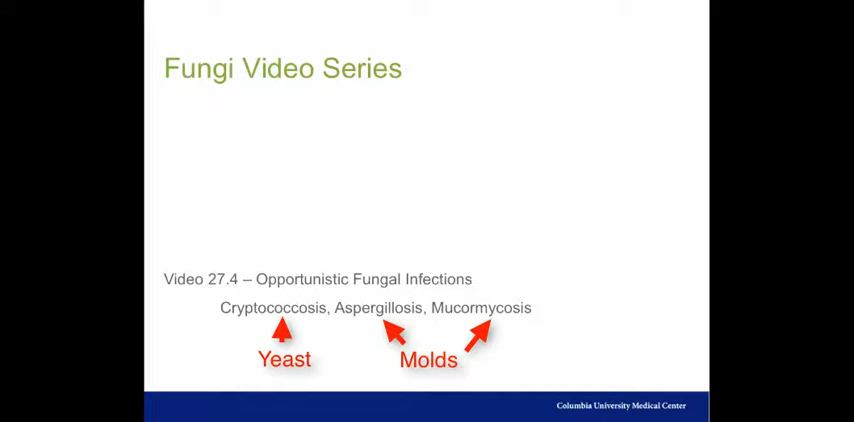 Fungi Video Series
Video 27.4 – Opportunistic Fungal Infections
Cryptococcosis, Aspergillosis, Mucormycosis
Yeast
Molds
Columbia University Medical Center